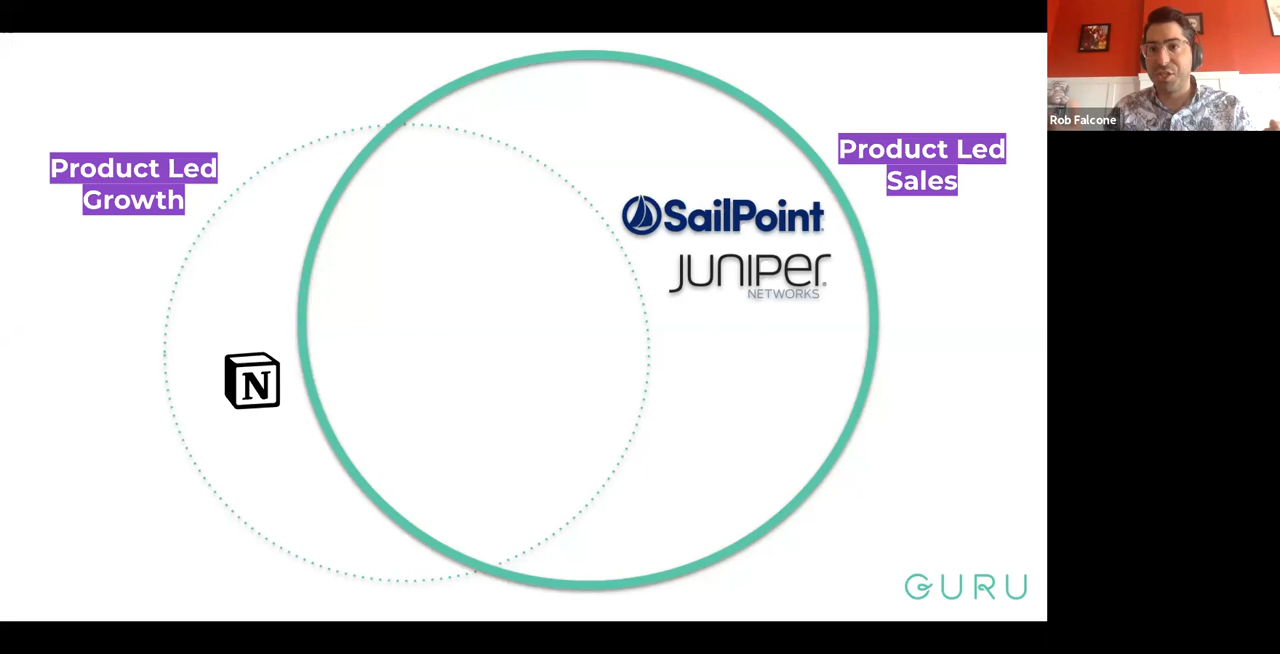 Rob Falcone
Product Led
Growth
Product Led
Sales
SailPoint
JUNIPer
NETWORKS
N
GURU